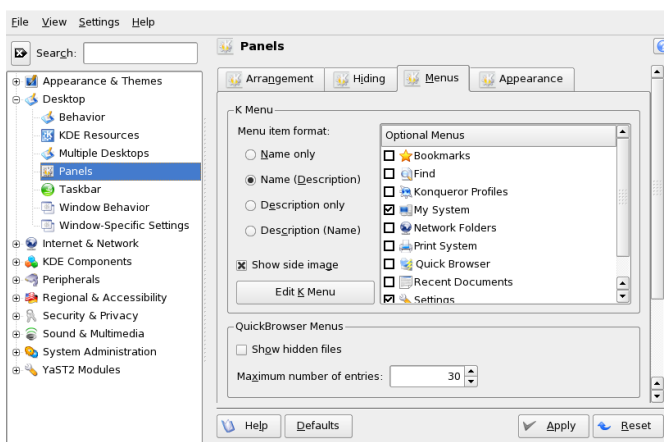 File View Settings Help
Search:
Appearance & Themes
Desktop
Behavior
KDE Resources
Multiple Desktops
Panels
Taskbar
Window Behavior
Window-Specific Settings
Internet & Network
KDE Components
Peripherals
Regional & Accessibility
Security & Privacy
Sound & Multimedia
System Administration
YaST2 Modules
Panels
Arrangement Hiding Menus Appearance
K Menu
Menu item format:
Name only
Name (Description)
Description only
Description (Name)
Show side image
Edit K Menu
Optional Menus
Bookmarks
Find
Konqueror Profiles
My System
Network Folders
Print System
Quick Browser
Recent Documents
Settings
QuickBrowser Menus
Show hidden files
Maximum number of entries: 30
Help Defaults Apply Reset